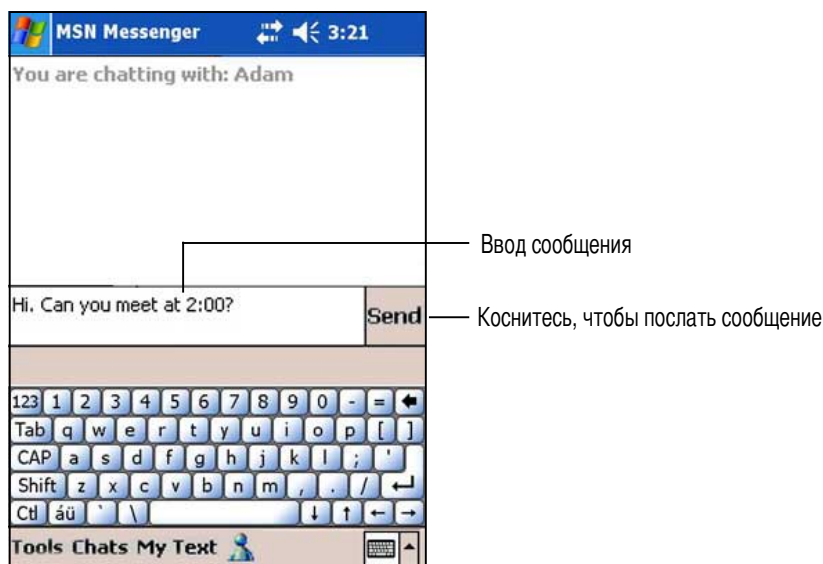 MSN Messenger 3:21
You are chatting with: Adam
Ввод сообщения
Hi. Can you meet at 2:00?
Send
Коснитесь, чтобы послать сообщение
123 1 2 3 4 5 6 7 8 9 0 - =
Tab q w e r t y u i o p [ ]
CAP a s d f g h j k l ; '
Shift z x c v b n m , . /
Ctl áü ` \
Tools Chats My Text